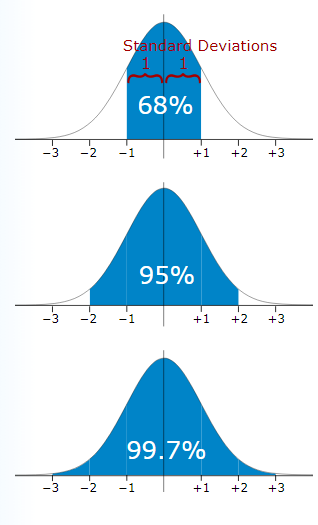 Standard Deviations
1 1
68%
−3 −2 −1 +1 +2 +3
95%
−3 −2 −1 +1 +2 +3
99.7%
−3 −2 −1 +1 +2 +3